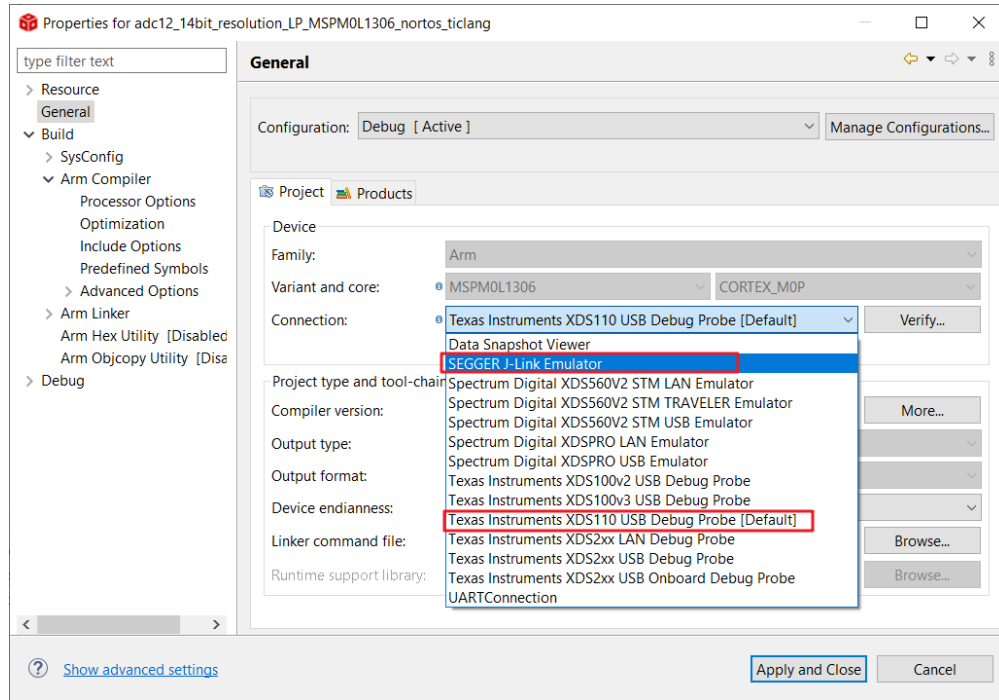 Properties for adc12_14bit_resolution_LP_MSPM0L1306_nortos_ticlang
type filter text
General
Resource
General
Build
SysConfig
Arm Compiler
Processor Options
Optimization
Include Options
Predefined Symbols
Advanced Options
Arm Linker
Arm Hex Utility [Disabled
Arm Objcopy Utility [Disa
Debug
Configuration: Debug [ Active ] Manage Configurations...
Project Products
Device
Family: Arm
Variant and core: MSPM0L1306 CORTEX_M0P
Connection: Texas Instruments XDS110 USB Debug Probe [Default] Verify...
Data Snapshot Viewer
SEGGER J-Link Emulator
Spectrum Digital XDS560V2 STM LAN Emulator
Spectrum Digital XDS560V2 STM TRAVELER Emulator
Spectrum Digital XDS560V2 STM USB Emulator
Spectrum Digital XDSPRO LAN Emulator
Spectrum Digital XDSPRO USB Emulator
Texas Instruments XDS100v2 USB Debug Probe
Texas Instruments XDS100v3 USB Debug Probe
Texas Instruments XDS110 USB Debug Probe [Default]
Texas Instruments XDS2xx LAN Debug Probe
Texas Instruments XDS2xx USB Debug Probe
Texas Instruments XDS2xx USB Onboard Debug Probe
UARTConnection
Project type and tool-chain
Compiler version: More...
Output type:
Output format:
Device endianness:
Linker command file: Browse...
Runtime support library: Browse...
Show advanced settings
Apply and Close Cancel